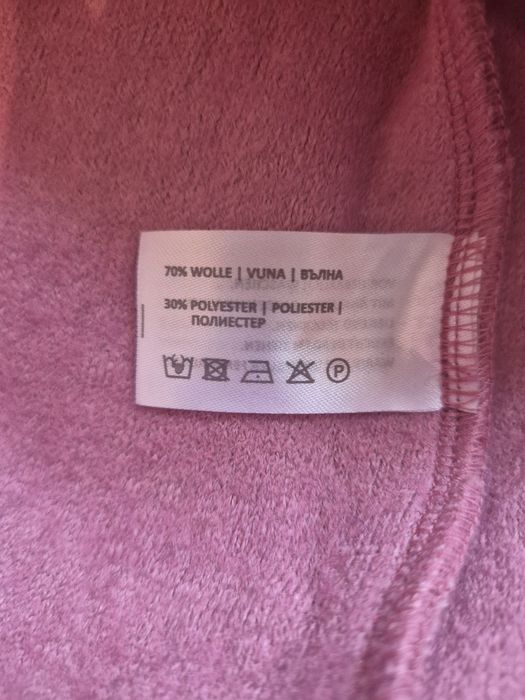 70% WOLLE | VUNA | ВЪЛНА
30% POLYESTER | POLIESTER |
ПОЛИЕСТЕР
P